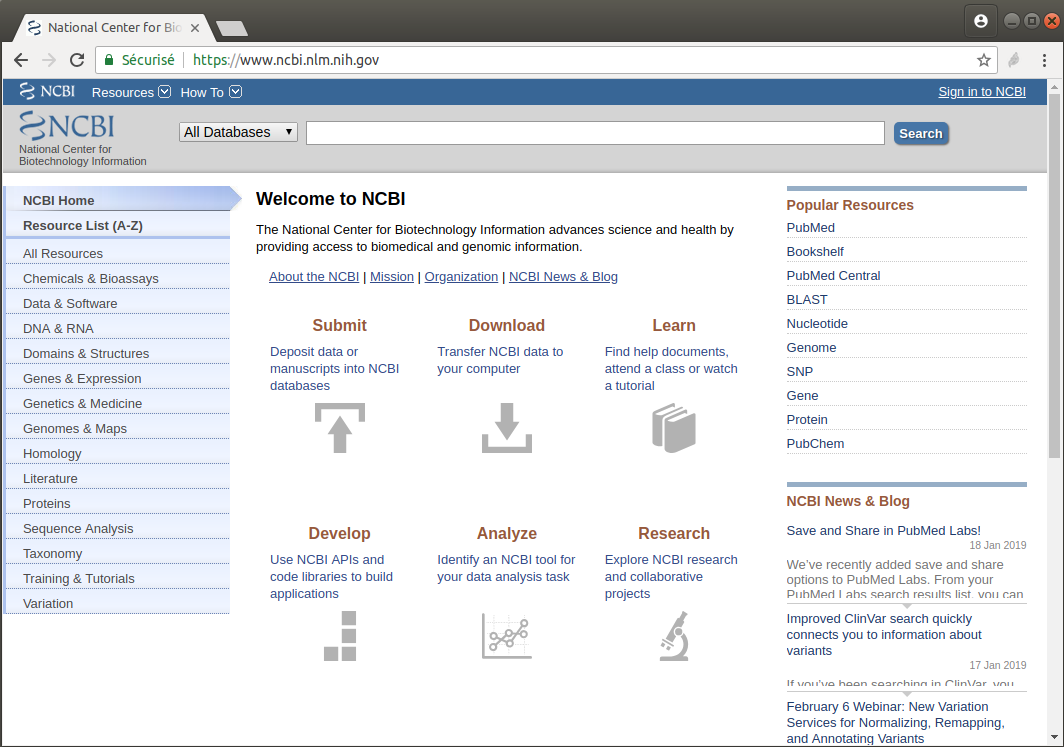 National Center for Bio
Sécurisé
https://www.ncbi.nlm.nih.gov
NCBI Resources How To Sign in to NCBI
NCBI
National Center for
Biotechnology Information
All Databases
Search
NCBI Home
Resource List (A-Z)
All Resources
Chemicals & Bioassays
Data & Software
DNA & RNA
Domains & Structures
Genes & Expression
Genetics & Medicine
Genomes & Maps
Homology
Literature
Proteins
Sequence Analysis
Taxonomy
Training & Tutorials
Variation
Welcome to NCBI
The National Center for Biotechnology Information advances science and health by
providing access to biomedical and genomic information.
About the NCBI | Mission | Organization | NCBI News & Blog
Submit
Deposit data or
manuscripts into NCBI
databases
Download
Transfer NCBI data to
your computer
Learn
Find help documents,
attend a class or watch
a tutorial
Develop
Use NCBI APIs and
code libraries to build
applications
Analyze
Identify an NCBI tool for
your data analysis task
Research
Explore NCBI research
and collaborative
projects
Popular Resources
PubMed
Bookshelf
PubMed Central
BLAST
Nucleotide
Genome
SNP
Gene
Protein
PubChem
NCBI News & Blog
Save and Share in PubMed Labs!
18 Jan 2019
We've recently added save and share
options to PubMed Labs. From your
PubMed Labs search results list, you can
Improved ClinVar search quickly
connects you to information about
variants
17 Jan 2019
If you've been searching in ClinVar, you
February 6 Webinar: New Variation
Services for Normalizing, Remapping,
and Annotating Variants